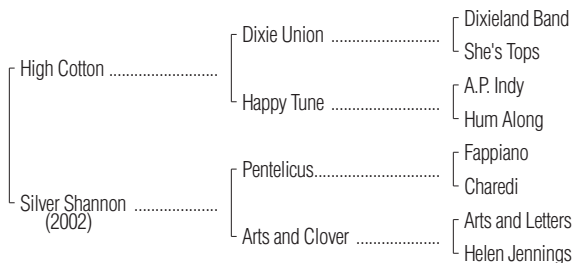 Dixieland Band
Dixie Union ..............................
She's Tops
High Cotton ..............................
A.P. Indy
Happy Tune ..............................
Hum Along
Fappiano
Pentelicus..............................
Charedi
Silver Shannon .......................
(2002)
Arts and Letters
Arts and Clover .......................
Helen Jennings